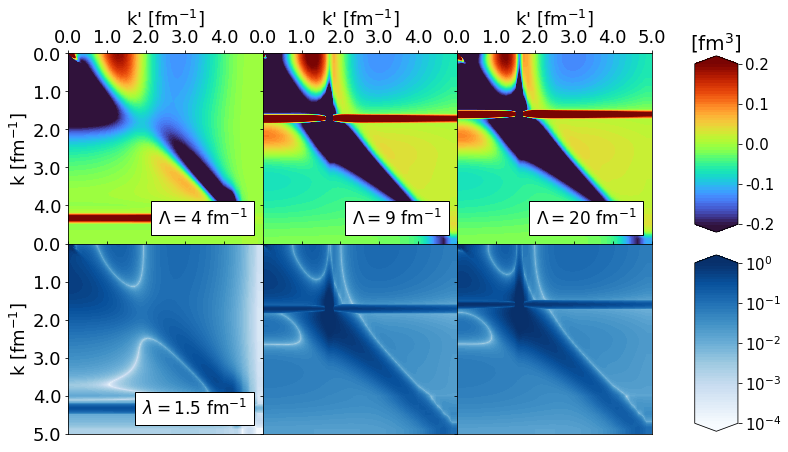 k' [fm⁻¹] k' [fm⁻¹] k' [fm⁻¹]
0.0 1.0 2.0 3.0 4.0 0.0 1.0 2.0 3.0 4.0 0.0 1.0 2.0 3.0 4.0 5.0
[fm³]
k [fm⁻¹]
0.0
1.0
2.0
3.0
4.0
Λ = 4 fm⁻¹
Λ = 9 fm⁻¹
Λ = 20 fm⁻¹
0.2
0.1
0.0
-0.1
-0.2
k [fm⁻¹]
0.0
1.0
2.0
3.0
4.0
5.0
λ = 1.5 fm⁻¹
10⁰
10⁻¹
10⁻²
10⁻³
10⁻⁴